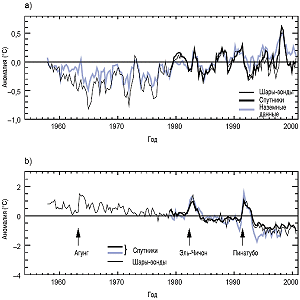 a)
Аномалия (°C)
0,5
0,0
–0,5
–1,0
Шары-зонды
Спутники
Наземные
данные
1960
1970
1980
1990
2000
Год
b)
Аномалия (°C)
4
2
0
–2
–4
Агунг
Эль-Чичон
Пинатубо
Спутники
Шары-зонды
1960
1970
1980
1990
2000
Год